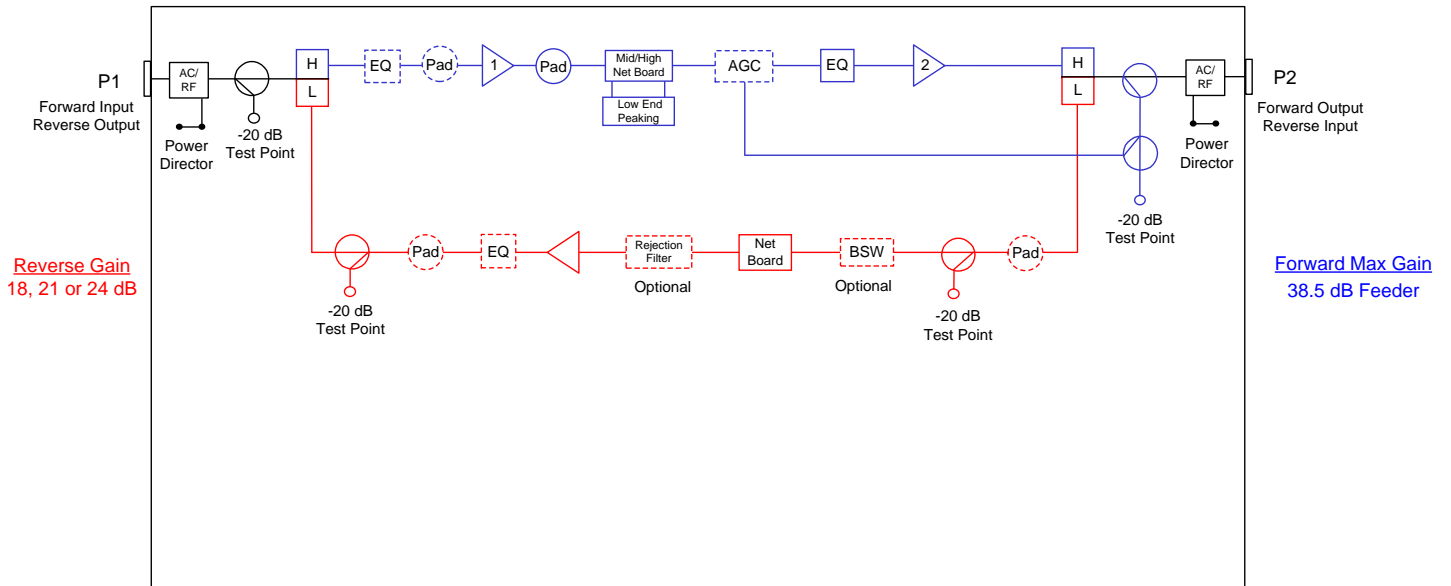 P1
Forward Input
Reverse Output
AC/
RF
Power
Director
-20 dB
Test Point
H
L
EQ
Pad
1
Pad
Mid/High
Net Board
Low End
Peaking
AGC
EQ
2
H
L
AC/
RF
P2
Forward Output
Reverse Input
Power
Director
-20 dB
Test Point
Reverse Gain
18, 21 or 24 dB
-20 dB
Test Point
Pad
EQ
Rejection
Filter
Optional
Net
Board
BSW
Optional
-20 dB
Test Point
Pad
Forward Max Gain
38.5 dB Feeder